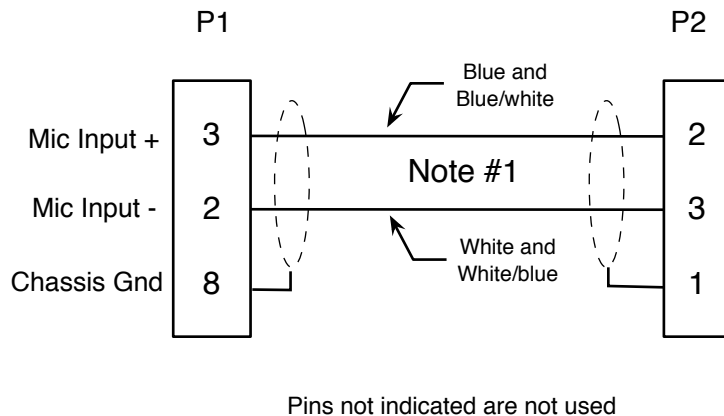 P1
P2
Blue and
Blue/white
Mic Input +
3
2
Note #1
Mic Input -
2
3
White and
White/blue
Chassis Gnd
8
1
Pins not indicated are not used